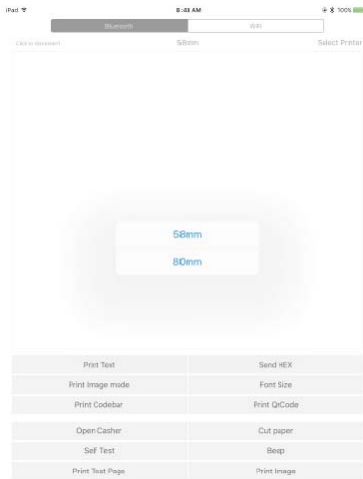 iPad 8:43 AM 100%
Bluetooth WiFi
Click to disconnect 58mm Select Printer
58mm
80mm
Print Text Send HEX
Print Image mode Font Size
Print Codebar Print QrCode
Open Casher Cut paper
Self Test Beep
Print Test Page Print Image